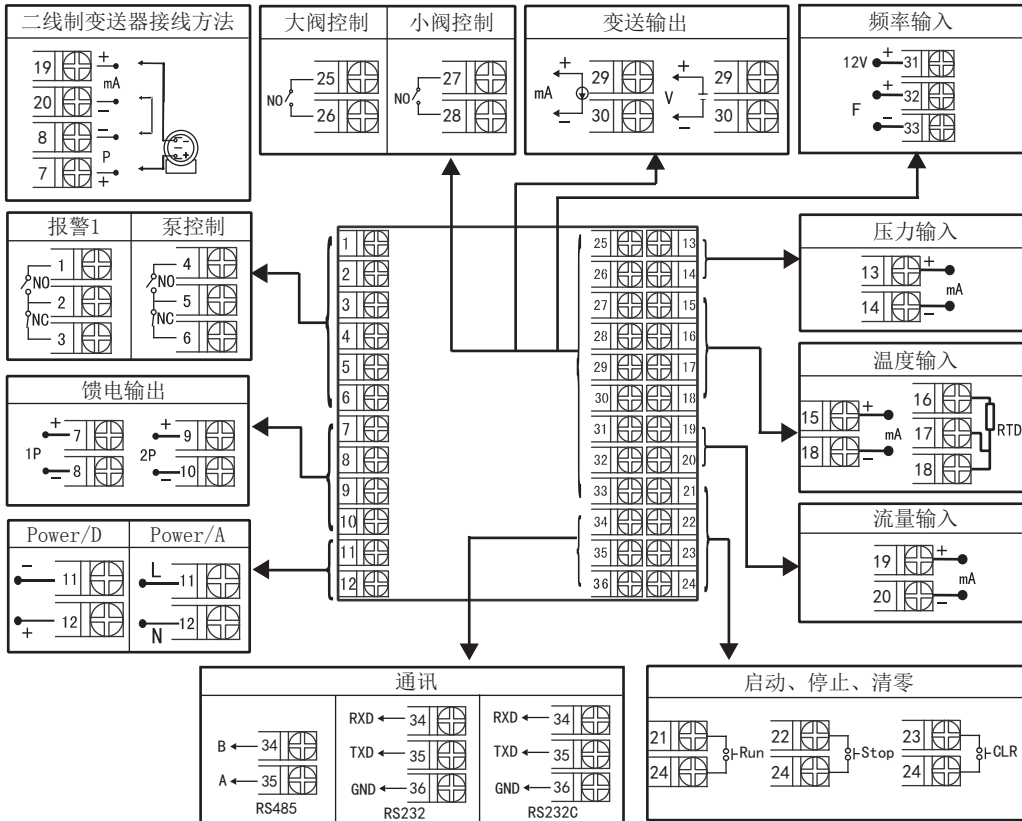 二线制变送器接线方法
19 + mA
20 -
8 - P
7 +
大阀控制 小阀控制
NO 25 26
NO 27 28
变送输出
+ mA - 29 30
+ V - 29 30
频率输入
12V + 31
F + 32
- 33
报警1 泵控制
1 NO 2 NC 3
4 NO 5 NC 6
馈电输出
1P + 7 - 8
2P + 9 - 10
Power/D Power/A
- 11 + 12
L 11 N 12
1 25 13
2 26 14
3 27 15
4 28 16
5 29 17
6 30 18
7 31 19
8 32 20
9 33 21
10 34 22
11 35 23
12 36 24
压力输入
13 + mA
14 -
温度输入
15 + mA
18 -
16
17 RTD
18
流量输入
19 + mA
20 -
通讯
B 34
A 35
RS485
RXD 34
TXD 35
GND 36
RS232
RXD 34
TXD 35
GND 36
RS232C
启动、停止、清零
21 24 Run
22 24 Stop
23 24 CLR